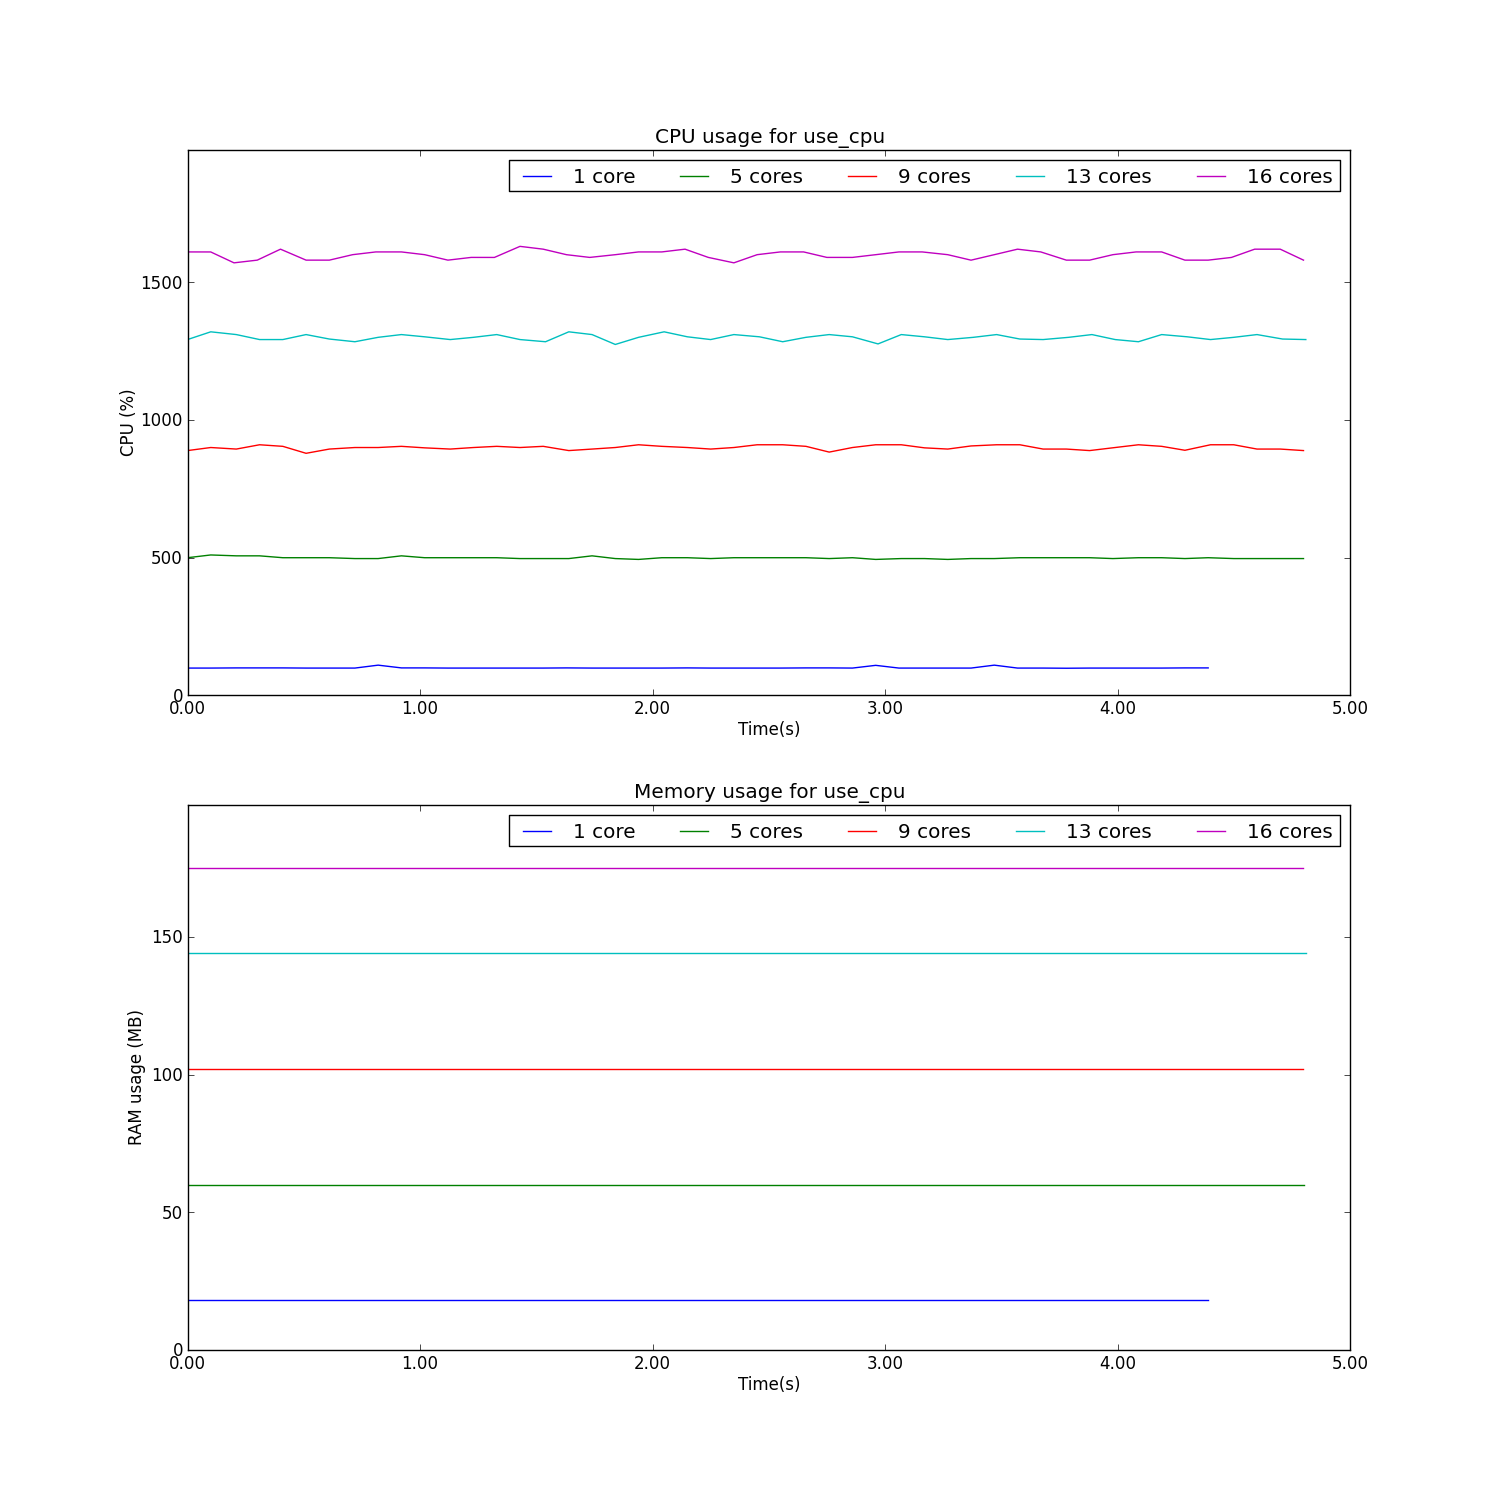 CPU usage for use_cpu
1 core 5 cores 9 cores 13 cores 16 cores
1500
1000
500
0
CPU (%)
0.00 1.00 2.00 3.00 4.00 5.00
Time(s)
Memory usage for use_cpu
1 core 5 cores 9 cores 13 cores 16 cores
150
100
50
0
RAM usage (MB)
0.00 1.00 2.00 3.00 4.00 5.00
Time(s)